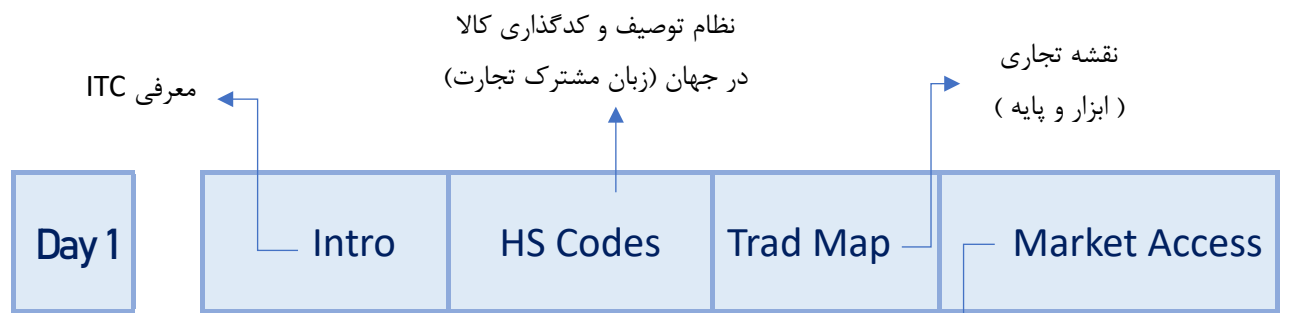 نظام توصیف و کدگذاری کالا
در جهان (زبان مشترک تجارت)
نقشه تجاری
( ابزار و پایه )
معرفی ITC
Day 1
Intro
HS Codes
Trad Map
Market Access